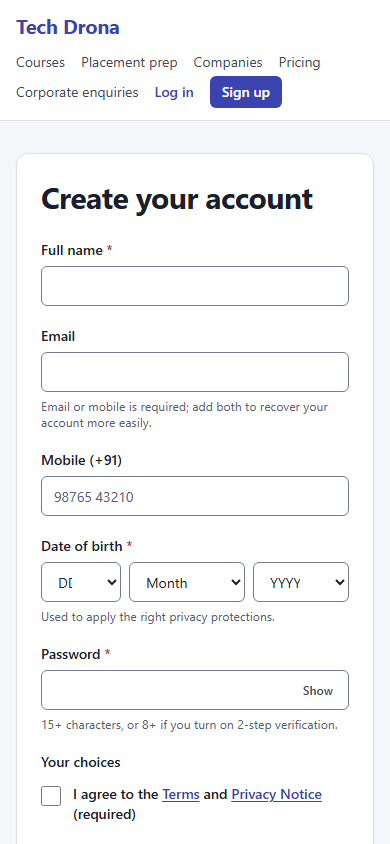 Tech Drona
Courses Placement prep Companies Pricing
Corporate enquiries Log in Sign up
Create your account
Full name *
Email
Email or mobile is required; add both to recover your
account more easily.
Mobile (+91)
98765 43210
Date of birth *
DD Month YYYY
Used to apply the right privacy protections.
Password *
Show
15+ characters, or 8+ if you turn on 2-step verification.
Your choices
I agree to the Terms and Privacy Notice
(required)